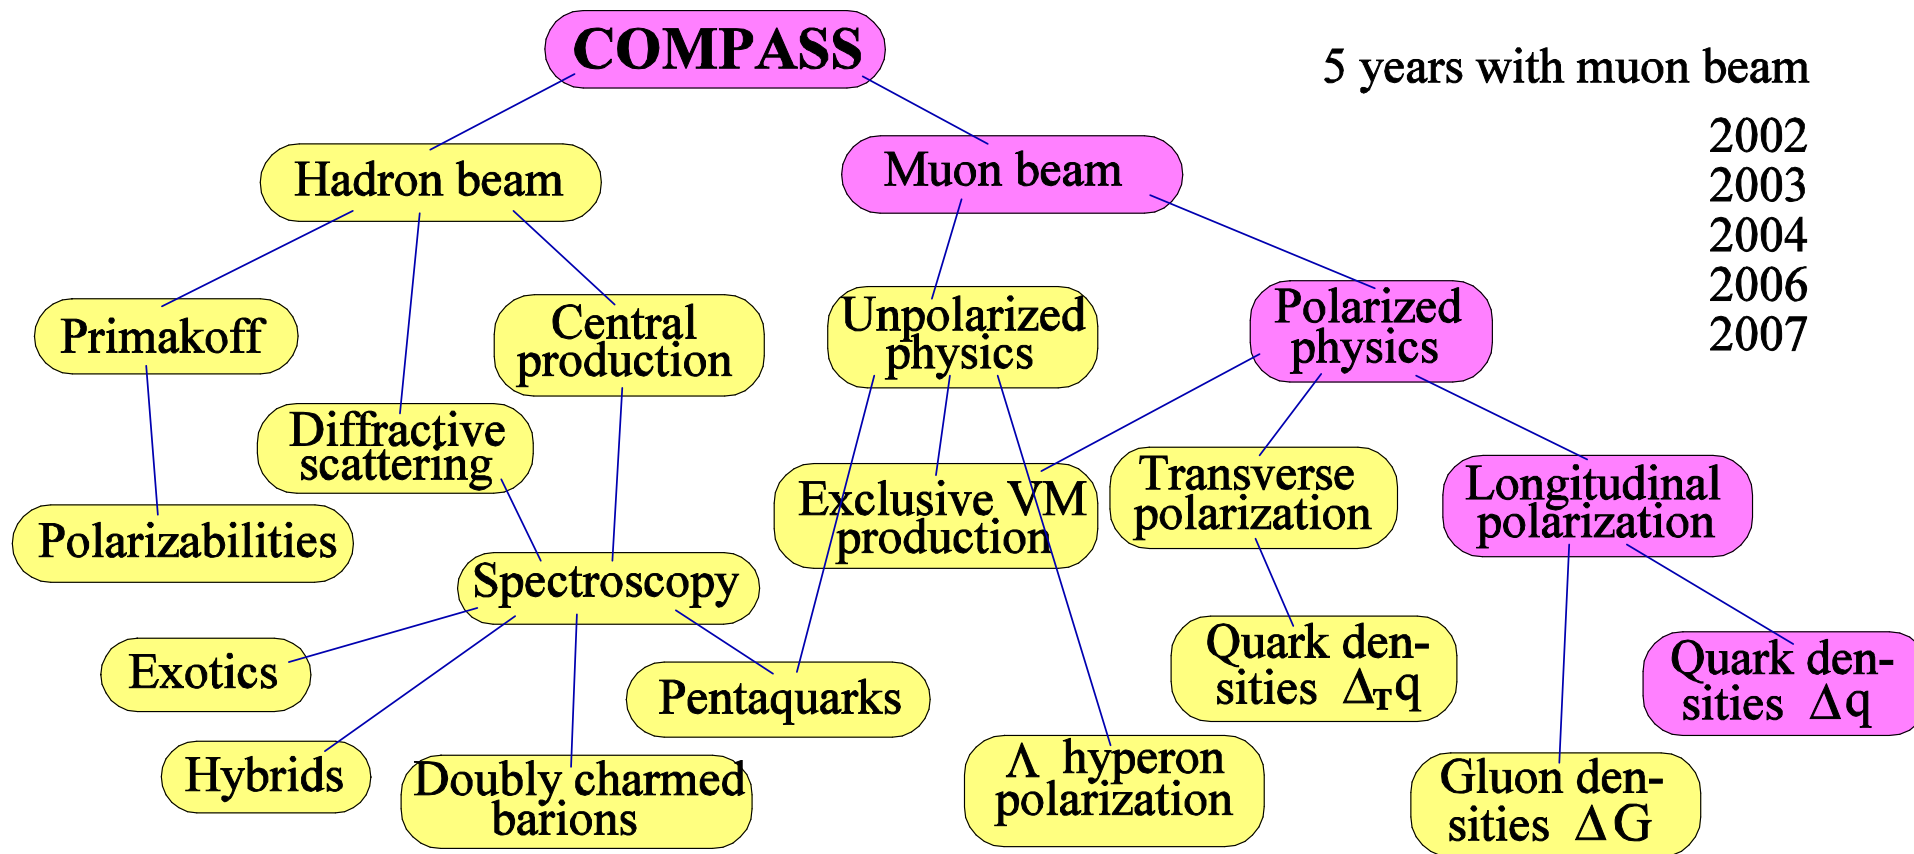 COMPASS
5 years with muon beam
2002
2003
2004
2006
2007
Hadron beam
Muon beam
Primakoff
Central
production
Unpolarized
physics
Polarized
physics
Diffractive
scattering
Exclusive VM
production
Transverse
polarization
Longitudinal
polarization
Polarizabilities
Spectroscopy
Exotics
Pentaquarks
Quark den-
sities ΔTq
Quark den-
sities Δq
Hybrids
Doubly charmed
barions
Λ hyperon
polarization
Gluon den-
sities ΔG